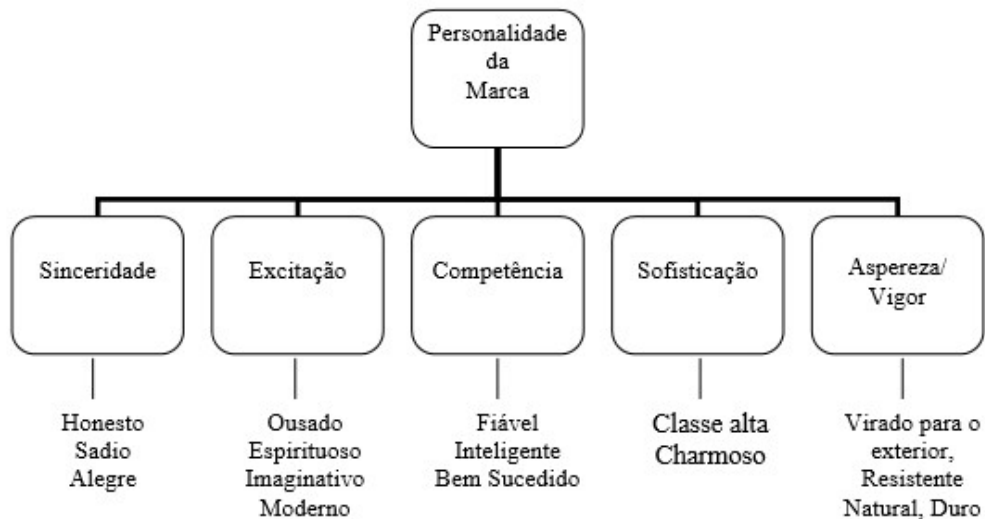 Personalidade
da
Marca
Sinceridade
Excitação
Competência
Sofisticação
Aspereza/
Vigor
Honesto
Sadio
Alegre
Ousado
Espirituoso
Imaginativo
Moderno
Fiável
Inteligente
Bem Sucedido
Classe alta
Charmoso
Virado para o
exterior,
Resistente
Natural, Duro